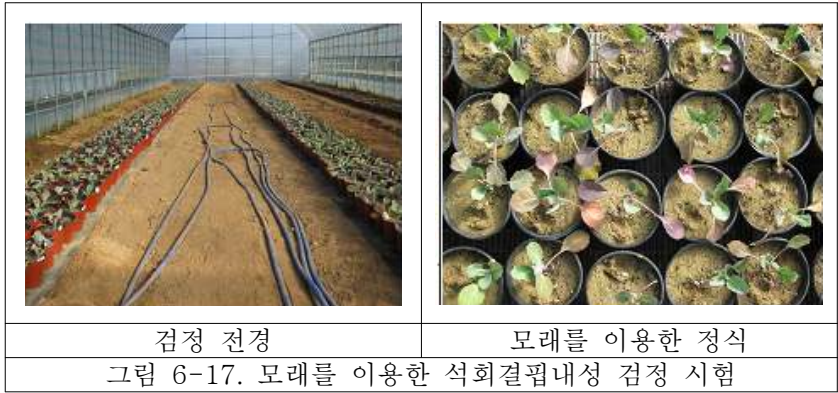 검정 전경
모래를 이용한 정식
그림 6-17. 모래를 이용한 석회결핍내성 검정 시험